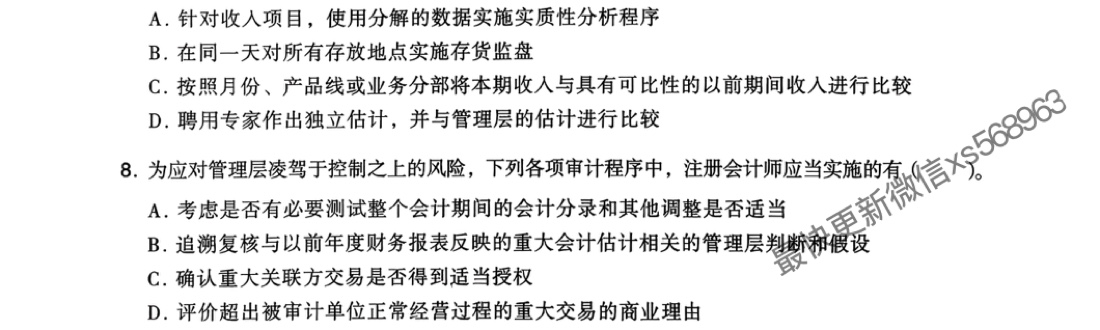 A. 针对收入项目，使用分解的数据实施实质性分析程序
B. 在同一天对所有存放地点实施存货监盘
C. 按照月份、产品线或业务分部将本期收入与具有可比性的以前期间收入进行比较
D. 聘用专家作出独立估计，并与管理层的估计进行比较
8. 为应对管理层凌驾于控制之上的风险，下列各项审计程序中，注册会计师应当实施的有（　　）。
A. 考虑是否有必要测试整个会计期间的会计分录和其他调整是否适当
B. 追溯复核与以前年度财务报表反映的重大会计估计相关的管理层判断和假设
C. 确认重大关联方交易是否得到适当授权
D. 评价超出被审计单位正常经营过程的重大交易的商业理由
最快更新微信xs568963